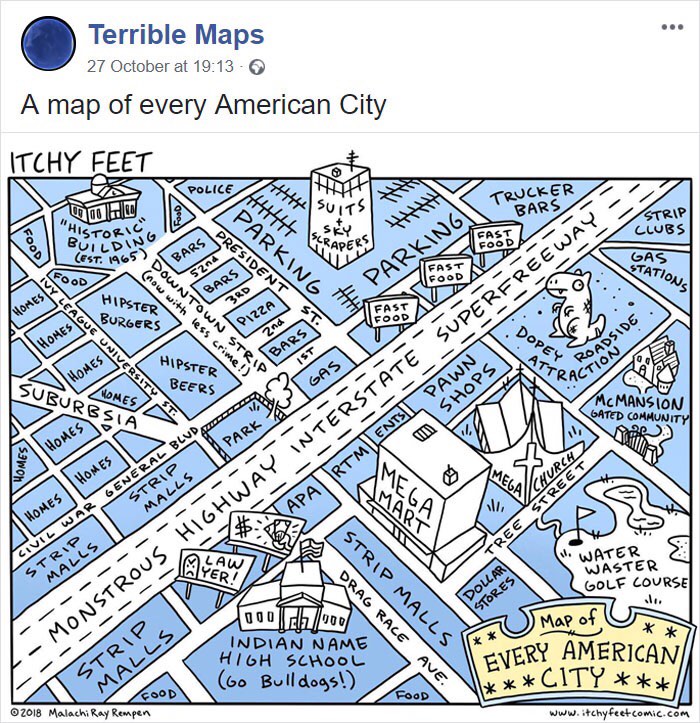 Terrible Maps
27 October at 19:13
A map of every American City
ITCHY FEET
POLICE
"HISTORIC"
BUILDING
(EST. 1965)
FOOD
FOOD
FOOD
SUITS
+
SKY
SCRAPERS
PARKING
PARKING
TRUCKER
BARS
STRIP
CLUBS
GAS
STATIONS
FAST
FOOD
FAST
FOOD
FAST
FOOD
BARS
52nd
BARS
3RD
PIZZA
2nd
BARS
1ST
GAS
PRESIDENT ST.
DOWNTOWN STRIP
(now with less crime!)
HIPSTER
BURGERS
HIPSTER
BEERS
IVY LEAGUE UNIVERSITY ST.
HOMES
HOMES
HOMES
HOMES
SUBURBSIA
HOMES
HOMES
HOMES
HOMES
CIVIL WAR GENERAL BLVD
PARK
STRIP
MALLS
STRIP
MALLS
MONSTROUS HIGHWAY INTERSTATE SUPERFREEWAY
DOPEY ROADSIDE
ATTRACTION
McMANSION
GATED COMMUNITY
PAWN
SHOPS
APARTMENTS
MEGA
MART
MEGA CHURCH
TREE STREET
WATER
WASTER
GOLF COURSE
DOLLAR
STORES
STRIP MALLS
DRAG RACE AVE.
LAW
YER!
INDIAN NAME
HIGH SCHOOL
(Go Bulldogs!)
STRIP
MALLS
FOOD
FOOD
Map of
EVERY AMERICAN
CITY
©2018 Malachi Ray Rempen
www.itchyfeetcomic.com